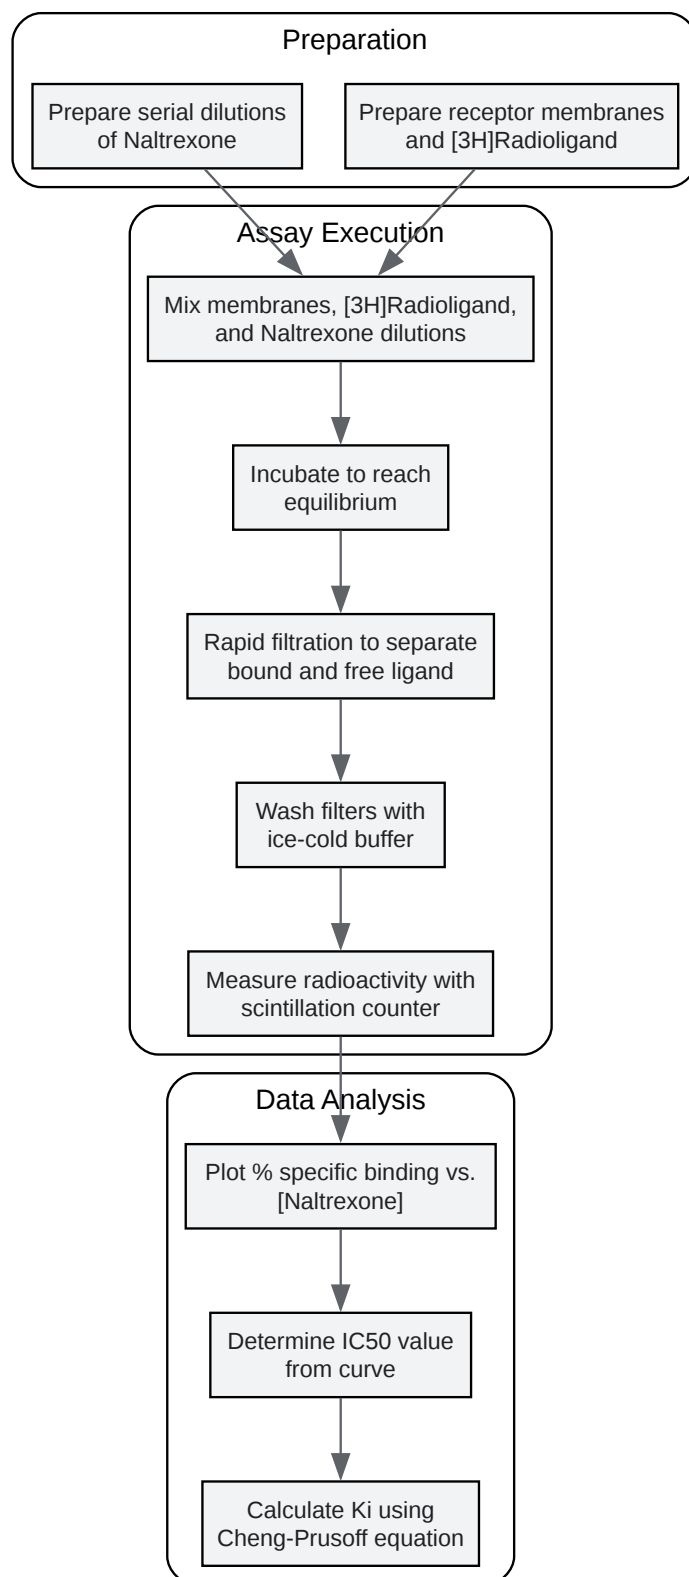 Preparation
Prepare serial dilutions
of Naltrexone
Prepare receptor membranes
and [3H]Radioligand
Assay Execution
Mix membranes, [3H]Radioligand,
and Naltrexone dilutions
Incubate to reach
equilibrium
Rapid filtration to separate
bound and free ligand
Wash filters with
ice-cold buffer
Measure radioactivity with
scintillation counter
Data Analysis
Plot % specific binding vs.
[Naltrexone]
Determine IC50 value
from curve
Calculate Ki using
Cheng-Prusoff equation